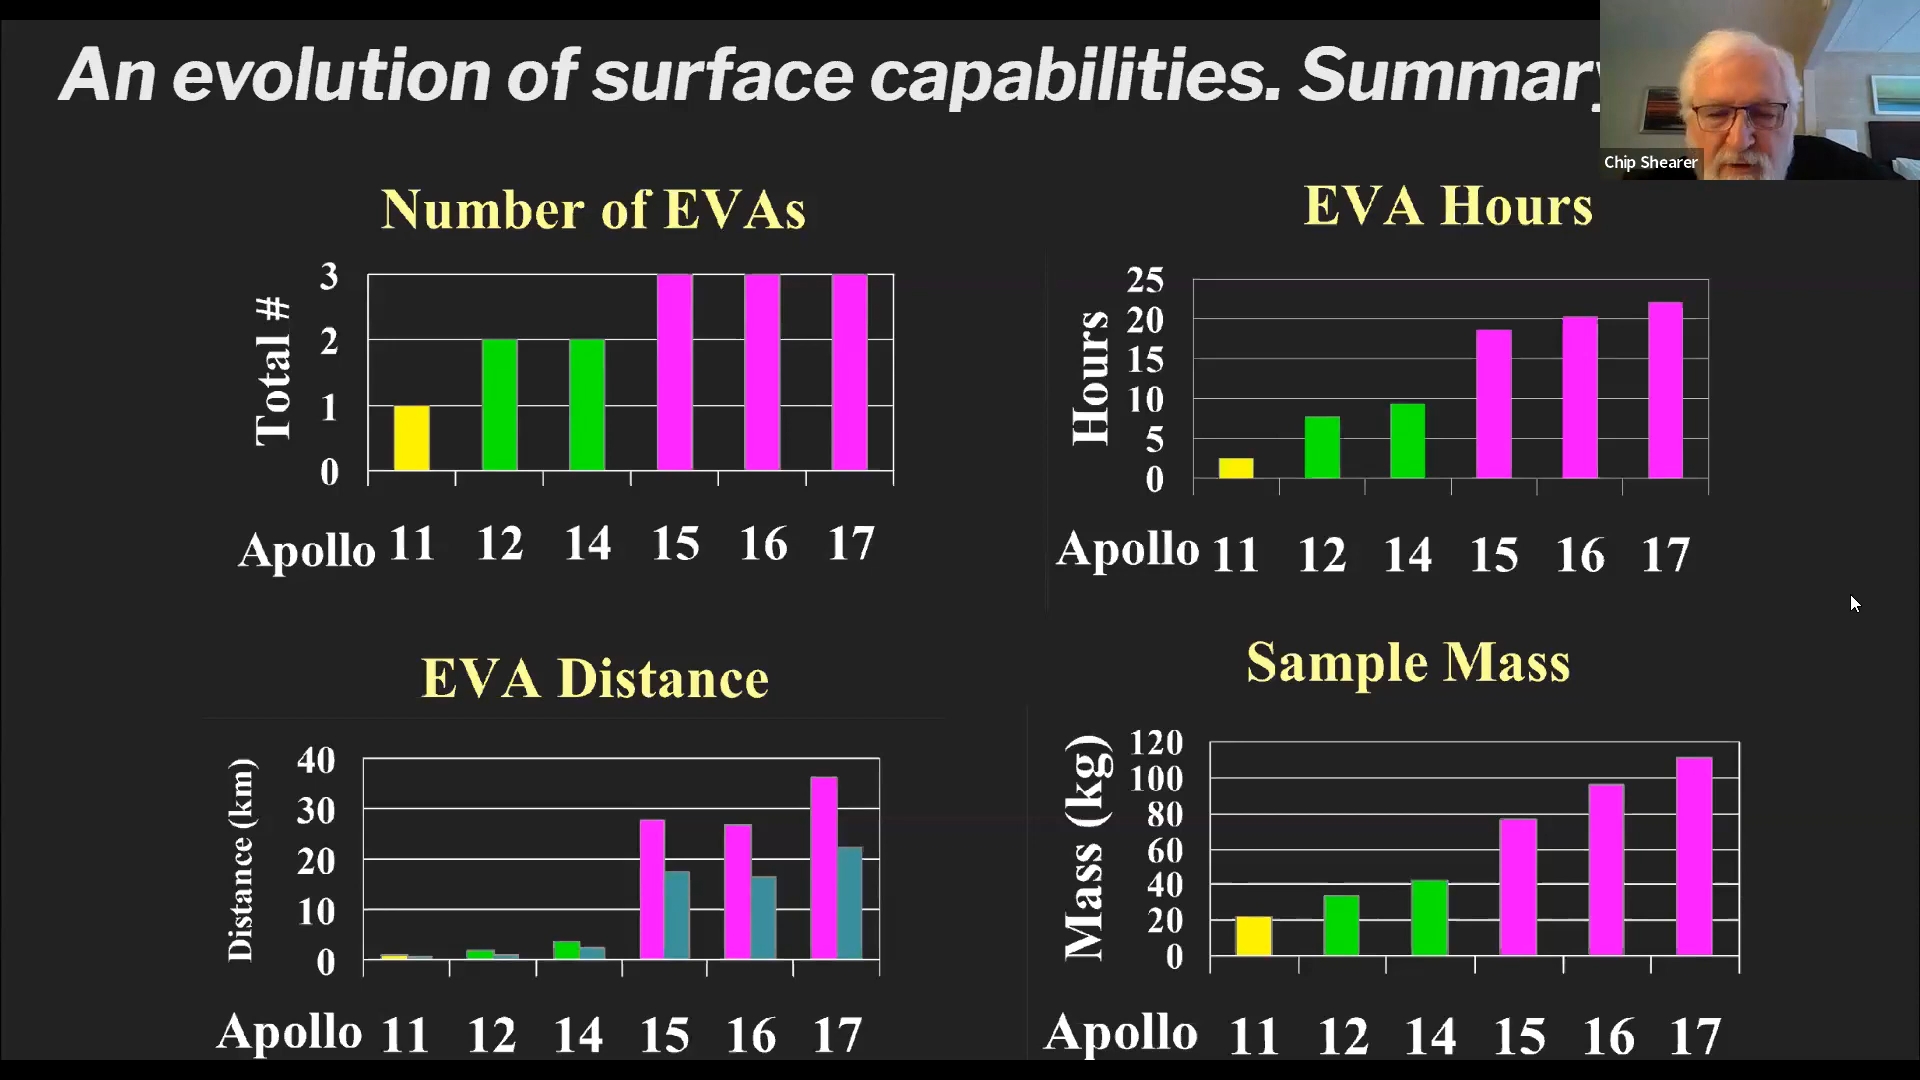 An evolution of surface capabilities. Summary
Chip Shearer
Number of EVAs
Total #
3
2
1
0
Apollo 11 12 14 15 16 17
EVA Hours
Hours
25
20
15
10
5
0
Apollo 11 12 14 15 16 17
EVA Distance
Distance (km)
40
30
20
10
0
Apollo 11 12 14 15 16 17
Sample Mass
Mass (kg)
120
100
80
60
40
20
0
Apollo 11 12 14 15 16 17